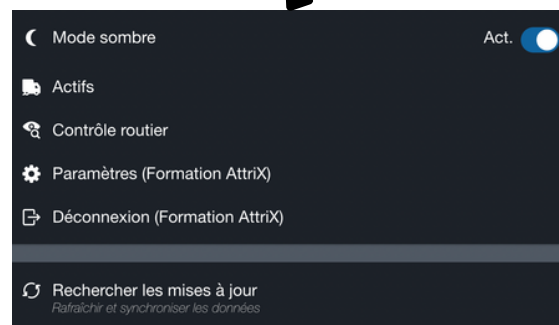 Mode sombre Act.
Actifs
Contrôle routier
Paramètres (Formation AttriX)
Déconnexion (Formation AttriX)
Rechercher les mises à jour
Rafraîchir et synchroniser les données